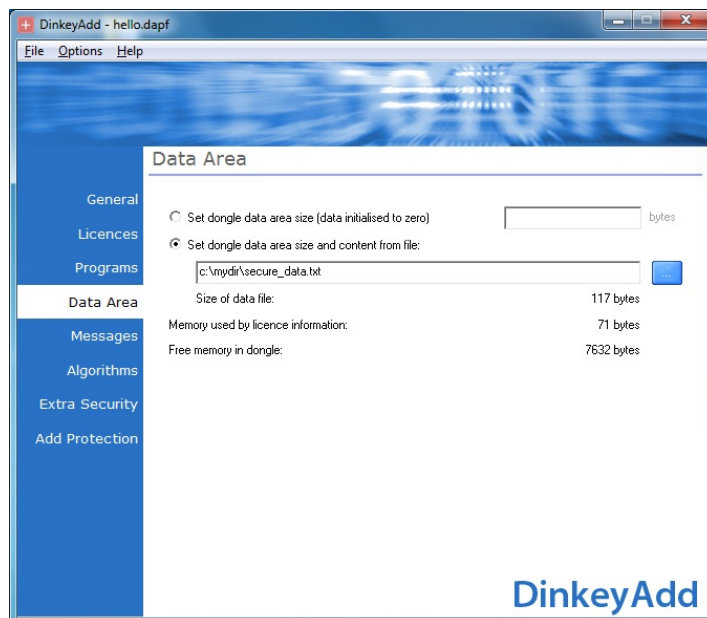 DinkeyAdd - hello.dapf
File Options Help
Data Area
General
Licences
Programs
Data Area
Messages
Algorithms
Extra Security
Add Protection
Set dongle data area size (data initialised to zero) bytes
Set dongle data area size and content from file:
c:\mydir\secure_data.txt ...
Size of data file: 117 bytes
Memory used by licence information: 71 bytes
Free memory in dongle: 7632 bytes
DinkeyAdd